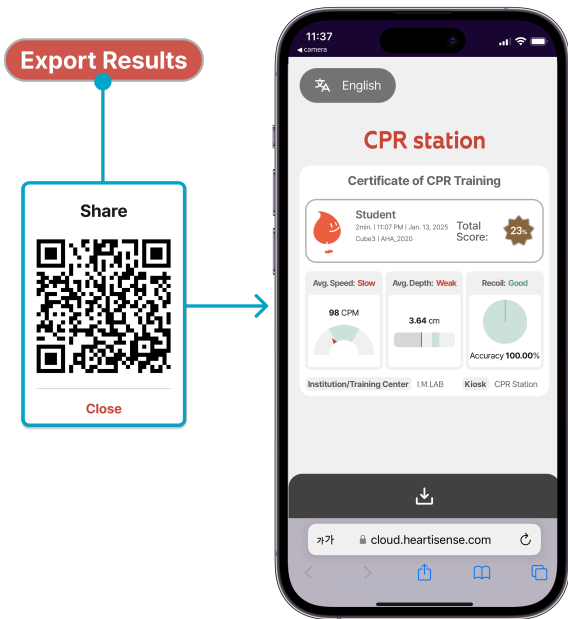 Export Results
Share
Close
11:37
camera
English
CPR station
Certificate of CPR Training
Student
2min. | 11:07 PM | Jan. 13, 2025
Cube3 | AHA_2020
Total
Score:
23%
Avg. Speed: Slow
98 CPM
Avg. Depth: Weak
3.64 cm
Recoil: Good
Accuracy 100.00%
Institution/Training Center I.M.LAB Kiosk CPR Station
가가 cloud.heartisense.com